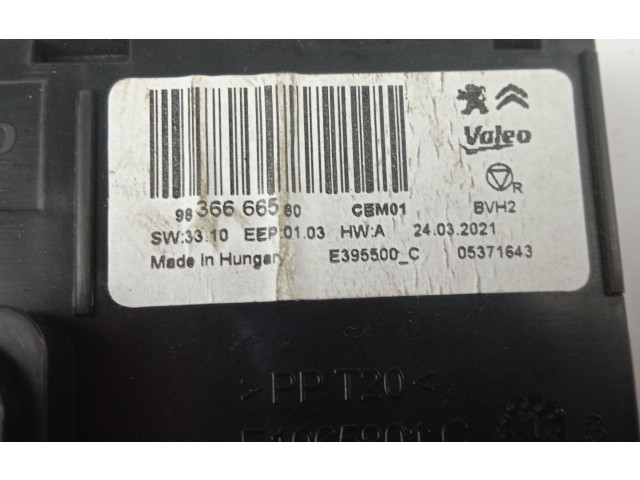 Valeo
R
98 366 665 80 CEM01 BVH2
SW:33.10 EEP:01.03 HW:A 24.03.2021
Made in Hungary E395500_C 05371643
>PP T20<